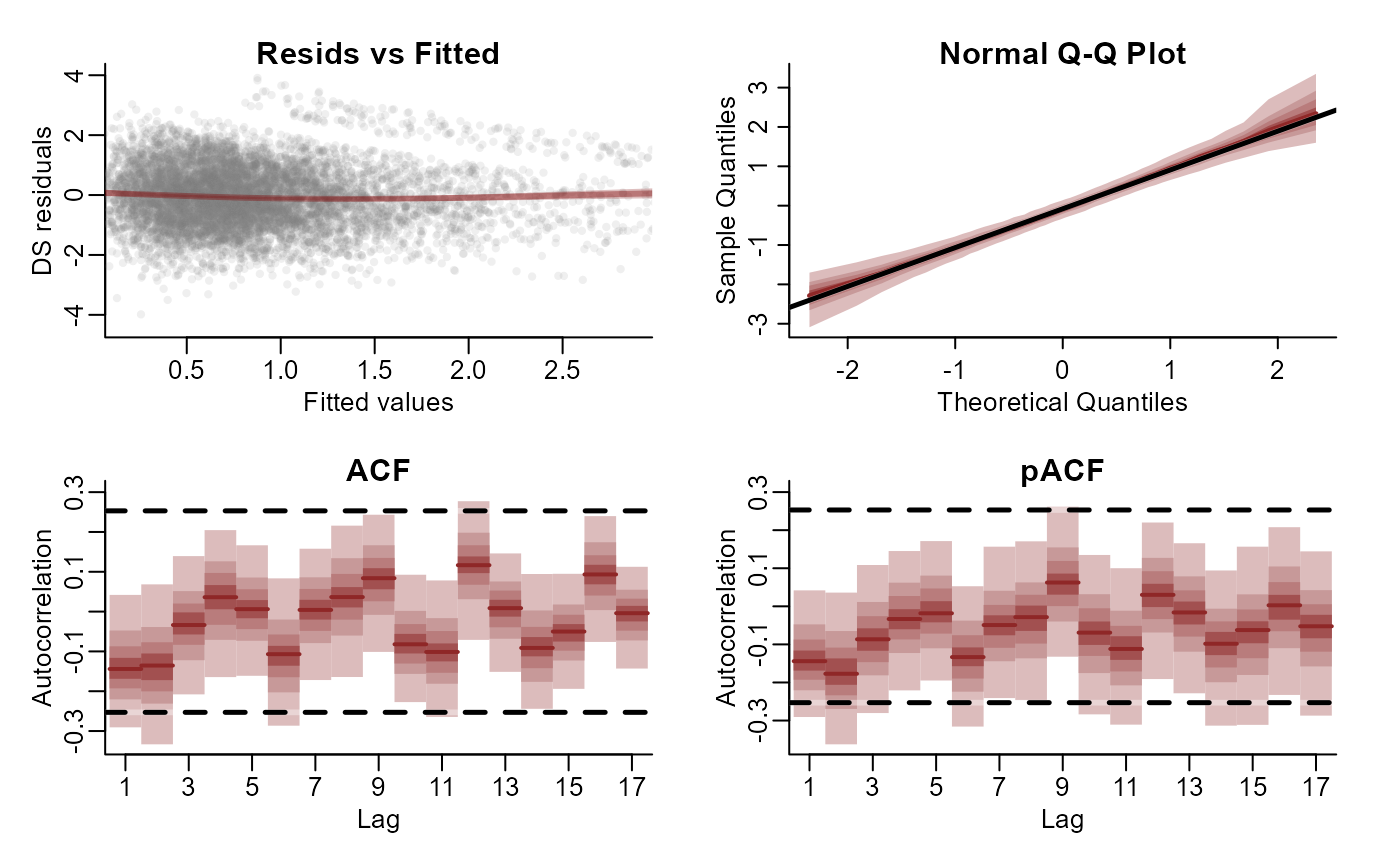 Resids vs Fitted
DS residuals
4
2
0
-2
-4
0.5 1.0 1.5 2.0 2.5
Fitted values
Normal Q-Q Plot
Sample Quantiles
3
2
1
-1
-3
-2 -1 0 1 2
Theoretical Quantiles
ACF
Autocorrelation
0.3
0.1
-0.1
-0.3
1 3 5 7 9 11 13 15 17
Lag
pACF
Autocorrelation
0.3
0.1
-0.1
-0.3
1 3 5 7 9 11 13 15 17
Lag